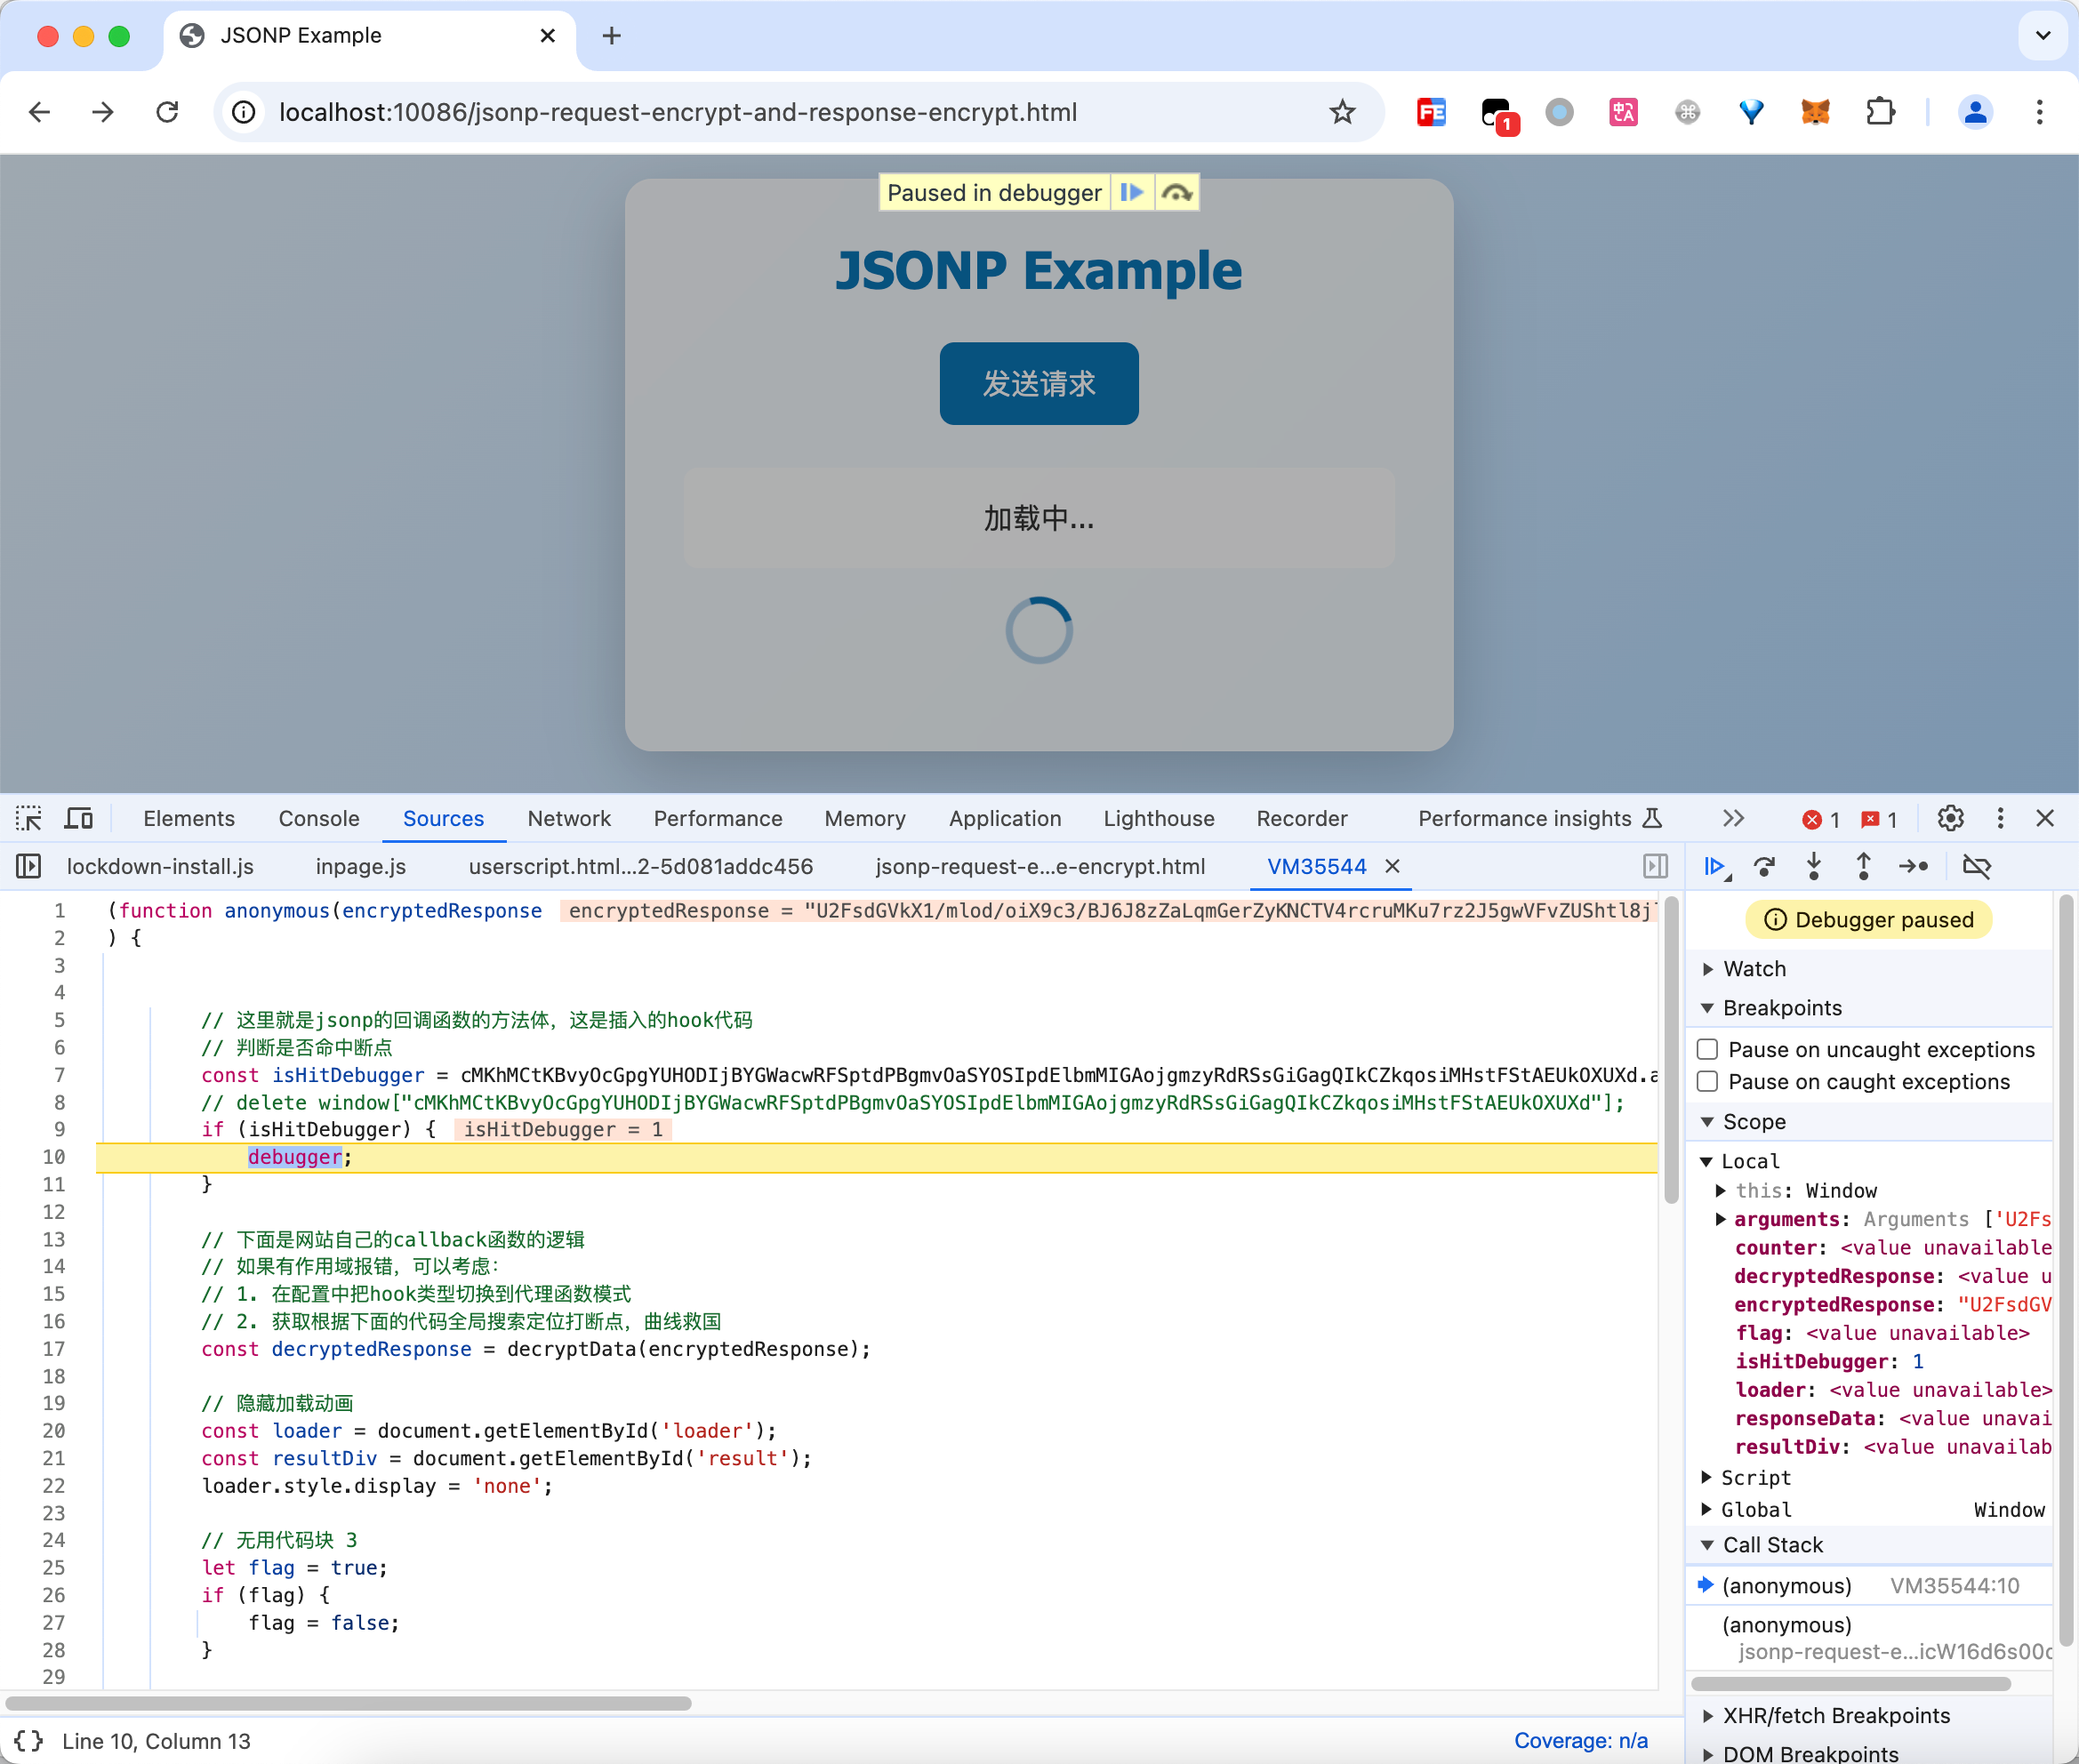 JSONP Example
localhost:10086/jsonp-request-encrypt-and-response-encrypt.html
FE
1
Paused in debugger
JSONP Example
发送请求
加载中...
Elements Console Sources Network Performance Memory Application Lighthouse Recorder Performance insights 1 1
lockdown-install.js inpage.js userscript.html...2-5d081addc456 jsonp-request-e...e-encrypt.html VM35544
1 (function anonymous(encryptedResponse encryptedResponse = "U2FsdGVkX1/mlod/oiX9c3/BJ6J8zZaLqmGerZyKNCTV4rcruMKu7rz2J5gwVFvZUShtl8j
2 ) {
3
4
5 // 这里就是jsonp的回调函数的方法体，这是插入的hook代码
6 // 判断是否命中断点
7 const isHitDebugger = cMKhMCtKBvyOcGpgYUHODIjBYGWacwRFSptdPBgmvOaSYOSIpdElbmMIGAojgmzyRdRSsGiGagQIkCZkqosiMHstFStAEUkOXUXd.a
8 // delete window["cMKhMCtKBvyOcGpgYUHODIjBYGWacwRFSptdPBgmvOaSYOSIpdElbmMIGAojgmzyRdRSsGiGagQIkCZkqosiMHstFStAEUkOXUXd"];
9 if (isHitDebugger) { isHitDebugger = 1
10 debugger;
11 }
12
13 // 下面是网站自己的callback函数的逻辑
14 // 如果有作用域报错，可以考虑：
15 // 1. 在配置中把hook类型切换到代理函数模式
16 // 2. 获取根据下面的代码全局搜索定位打断点，曲线救国
17 const decryptedResponse = decryptData(encryptedResponse);
18
19 // 隐藏加载动画
20 const loader = document.getElementById('loader');
21 const resultDiv = document.getElementById('result');
22 loader.style.display = 'none';
23
24 // 无用代码块 3
25 let flag = true;
26 if (flag) {
27 flag = false;
28 }
29
{ } Line 10, Column 13 Coverage: n/a
Debugger paused
Watch
Breakpoints
Pause on uncaught exceptions
Pause on caught exceptions
Scope
Local
this: Window
arguments: Arguments ['U2Fs
counter: <value unavailable
decryptedResponse: <value u
encryptedResponse: "U2FsdGV
flag: <value unavailable>
isHitDebugger: 1
loader: <value unavailable>
responseData: <value unavai
resultDiv: <value unavailab
Script
Global Window
Call Stack
(anonymous) VM35544:10
(anonymous)
jsonp-request-e...icW16d6s00c
XHR/fetch Breakpoints
DOM Breakpoints